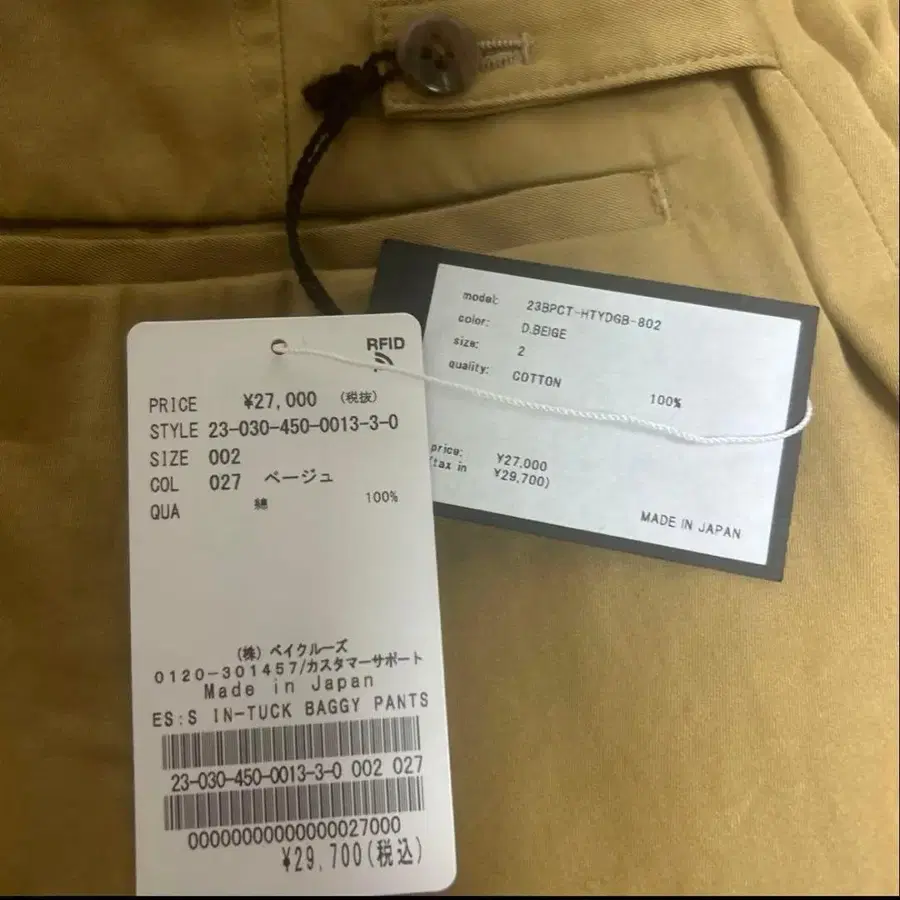 RFID
PRICE ¥27,000 (税抜)
STYLE 23-030-450-0013-3-0
SIZE 002
COL 027 ベージュ
QUA 綿 100%
(株) ベイクルーズ
0120-301457/カスタマーサポート
Made in Japan
ES:S IN-TUCK BAGGY PANTS
23-030-450-0013-3-0 002 027
00000000000000027000
¥29,700(税込)
model: 23BPCT-HTYDGB-802
color: D.BEIGE
size: 2
quality: COTTON 100%
price: ¥27,000
(tax in ¥29,700)
MADE IN JAPAN